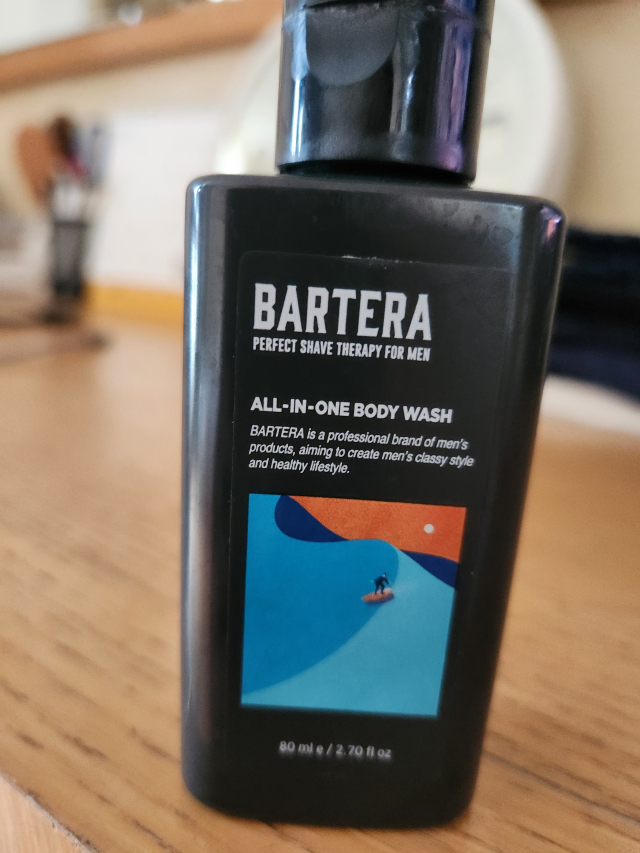 BARTERA
PERFECT SHAVE THERAPY FOR MEN
ALL-IN-ONE BODY WASH
BARTERA is a professional brand of men's
products, aiming to create men's classy style
and healthy lifestyle.
80 ml e / 2.70 fl oz